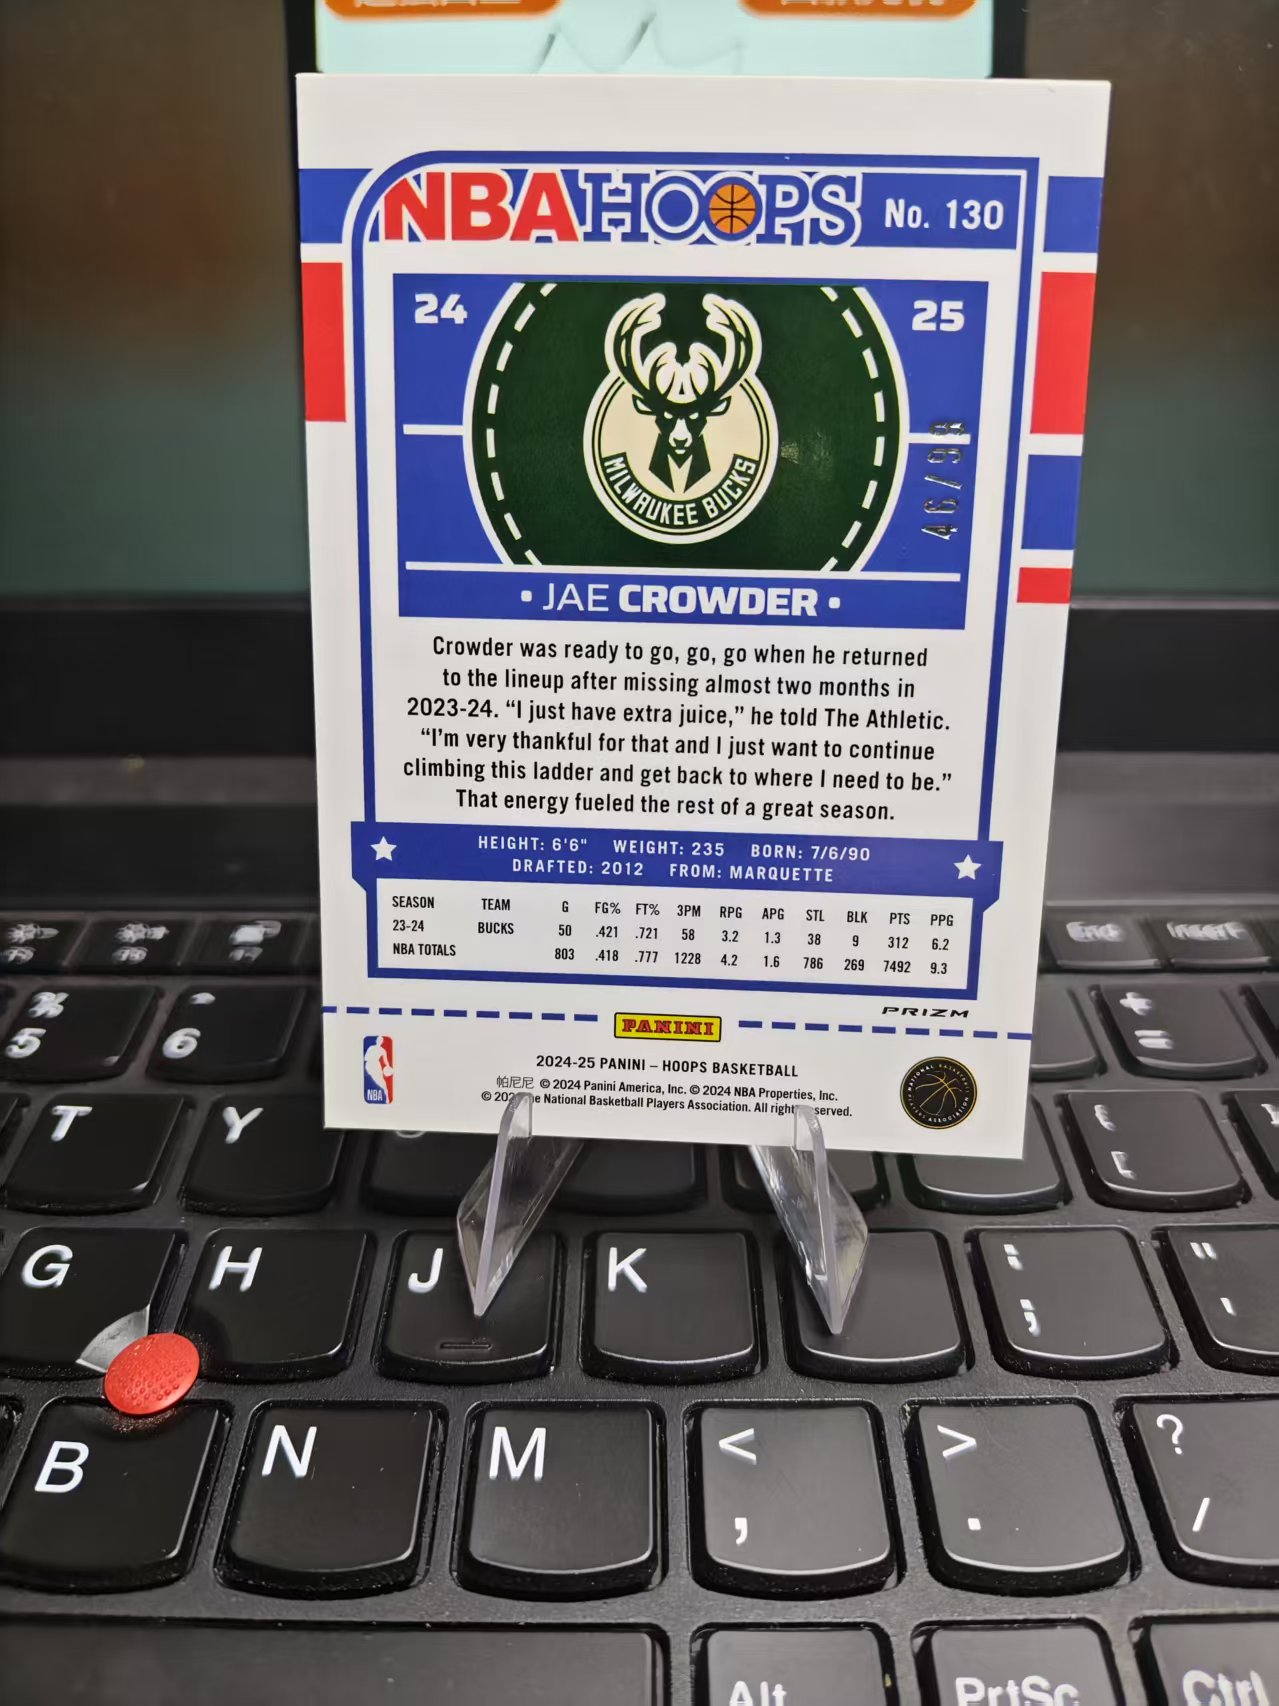 NBA HOOPS No. 130
24 25
MILWAUKEE BUCKS
• JAE CROWDER •
Crowder was ready to go, go, go when he returned
to the lineup after missing almost two months in
2023-24. “I just have extra juice,” he told The Athletic.
“I’m very thankful for that and I just want to continue
climbing this ladder and get back to where I need to be.”
That energy fueled the rest of a great season.
HEIGHT: 6'6" WEIGHT: 235 BORN: 7/6/90
DRAFTED: 2012 FROM: MARQUETTE
SEASON TEAM G FG% FT% 3PM RPG APG STL BLK PTS PPG
23-24 BUCKS 50 .421 .721 58 3.2 1.3 38 9 312 6.2
NBA TOTALS 803 .418 .777 1228 4.2 1.6 786 269 7492 9.3
PRIZM
PANINI
2024-25 PANINI – HOOPS BASKETBALL
帕尼尼 © 2024 Panini America, Inc. © 2024 NBA Properties, Inc.
National Basketball Players Association. All rights
NBA
End Insert
% 5 ^ 6 + =
T Y { [
G H J K : ; " '
B N M < , > . ? /
Alt PrtSc Ctrl